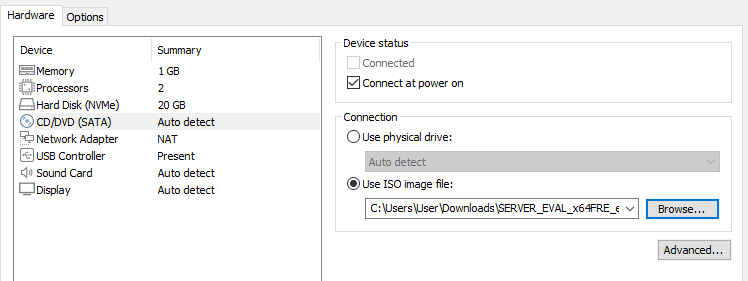 Hardware Options
Device Summary
Memory 1 GB
Processors 2
Hard Disk (NVMe) 20 GB
CD/DVD (SATA) Auto detect
Network Adapter NAT
USB Controller Present
Sound Card Auto detect
Display Auto detect
Device status
Connected
Connect at power on
Connection
Use physical drive:
Auto detect
Use ISO image file:
C:\Users\User\Downloads\SERVER_EVAL_x64FRE_e
Browse...
Advanced...